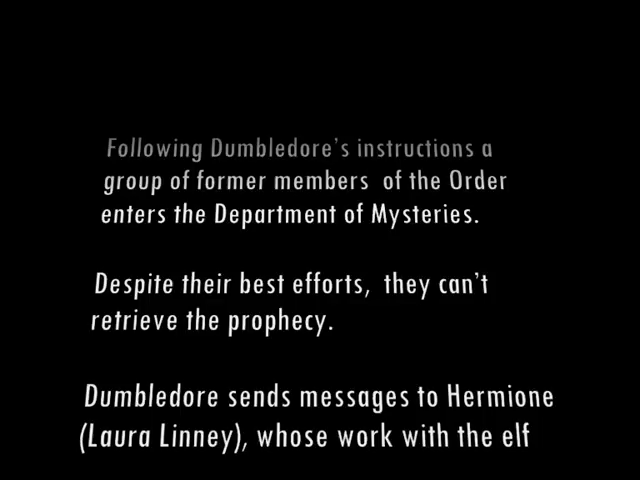 Following Dumbledore's instructions a
group of former members of the Order
enters the Department of Mysteries.
Despite their best efforts, they can't
retrieve the prophecy.
Dumbledore sends messages to Hermione
(Laura Linney), whose work with the elf